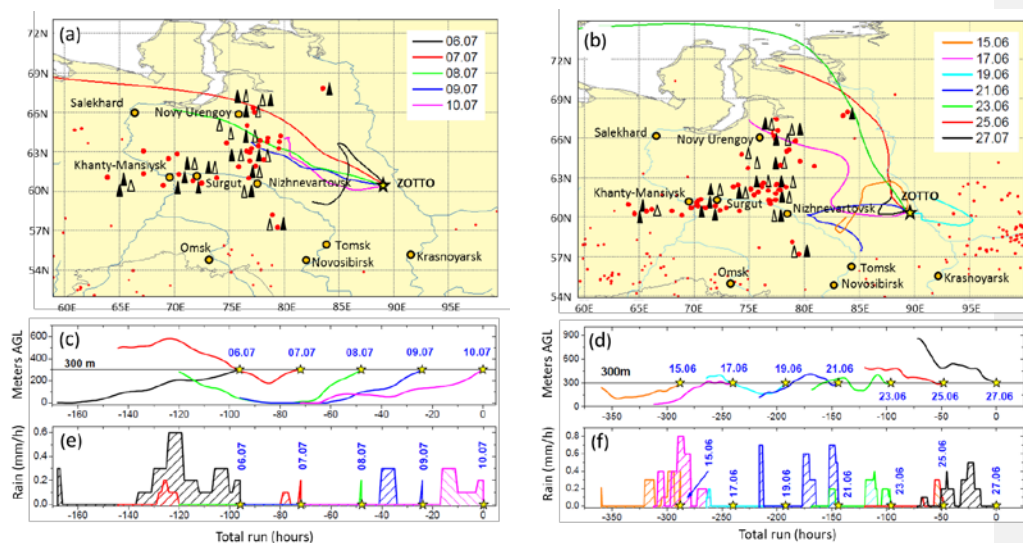 (a)
06.07
07.07
08.07
09.07
10.07
72N
69N
66N
63N
60N
57N
54N
Salekhard
Novy Urengoy
Khanty-Mansiysk
Surgut
Nizhnevartovsk
ZOTTO
Omsk
Tomsk
Novosibirsk
Krasnoyarsk
60E 65E 70E 75E 80E 85E 90E 95E
(b)
15.06
17.06
19.06
21.06
23.06
25.06
27.07
72N
69N
66N
63N
60N
57N
54N
Salekhard
Novy Urengoy
Khanty-Mansiysk
Surgut
Nizhnevartovsk
ZOTTO
Omsk
Tomsk
Novosibirsk
Krashoyarsk
65E 70E 75E 80E 85E 90E 95E
(c)
Meters AGL
600
300
0
300 m
06.07 07.07 08.07 09.07 10.07
-160 -140 -120 -100 -80 -60 -40 -20 0
(d)
Meters AGL
900
600
300
0
300m
15.06 17.06 19.06 21.06
23.06 25.06 27.06
-350 -300 -250 -200 -150 -100 -50 0
(e)
Rain (mm/h)
0.6
0.4
0.2
0.0
06.07 07.07 08.07 09.07 10.07
-160 -140 -120 -100 -80 -60 -40 -20 0
Total run (hours)
(f)
Rain (mm/h)
0.8
0.6
0.4
0.2
0.0
15.06 17.06 19.06 21.06 23.06 25.06 27.06
-350 -300 -250 -200 -150 -100 -50 0
Total run (hours)